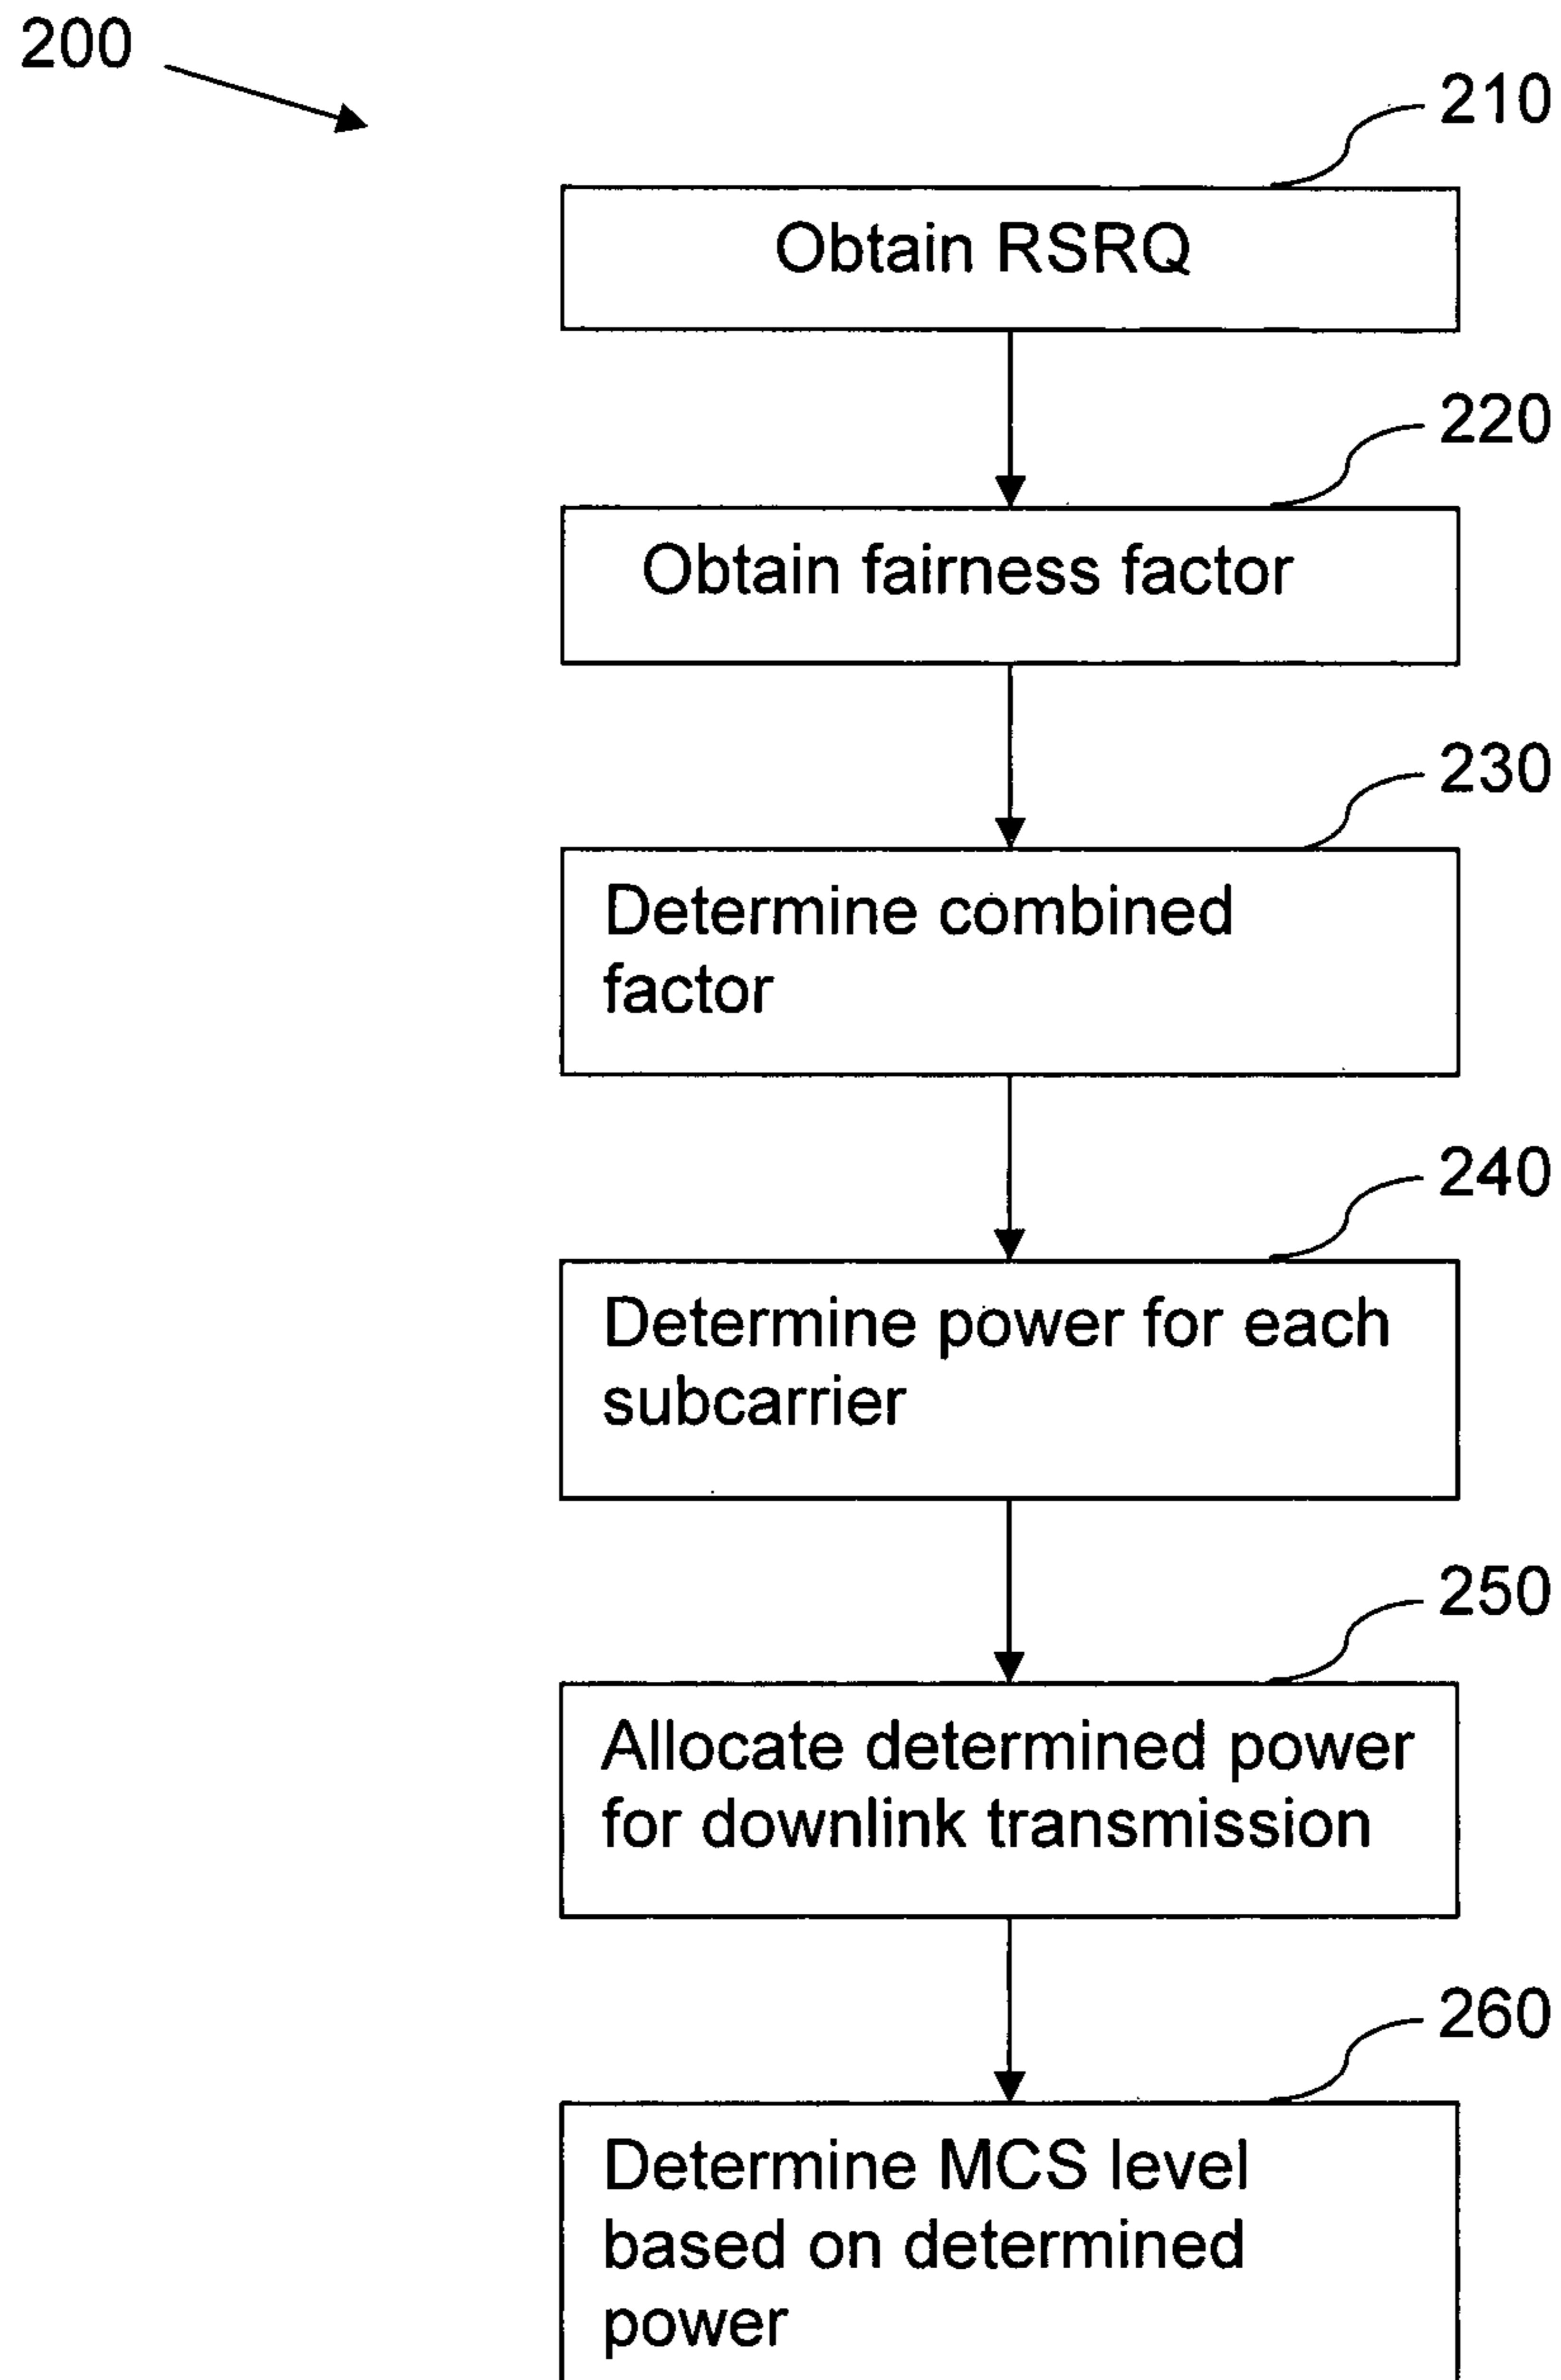 200
210
Obtain RSRQ
220
Obtain fairness factor
230
Determine combined
factor
240
Determine power for each
subcarrier
250
Allocate determined power
for downlink transmission
260
Determine MCS level
based on determined
power